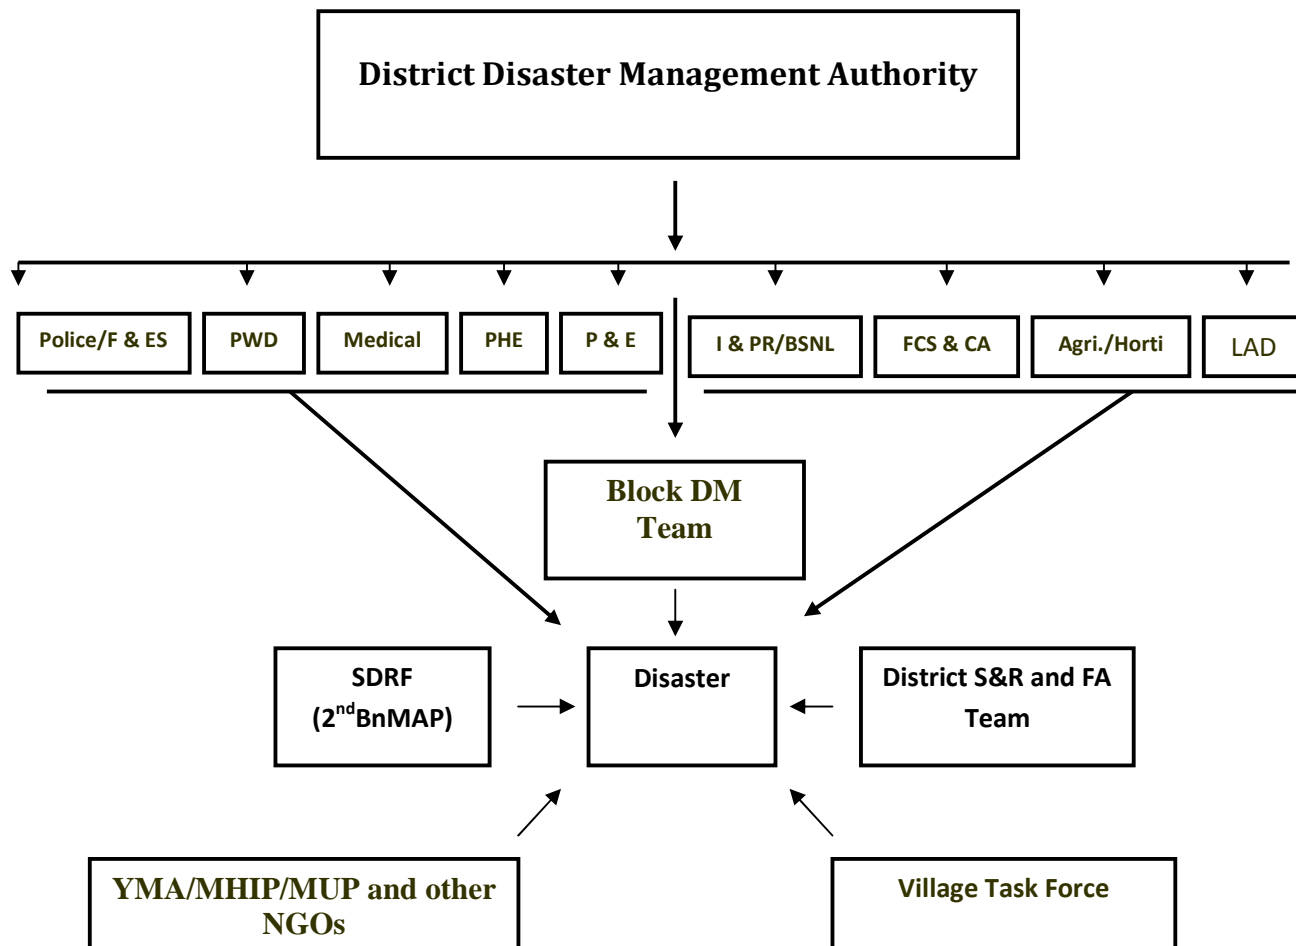 District Disaster Management Authority
Police/F & ES
PWD
Medical
PHE
P & E
I & PR/BSNL
FCS & CA
Agri./Horti
LAD
Block DM
Team
SDRF
(2ndBnMAP)
Disaster
District S&R and FA
Team
YMA/MHIP/MUP and other
NGOs
Village Task Force